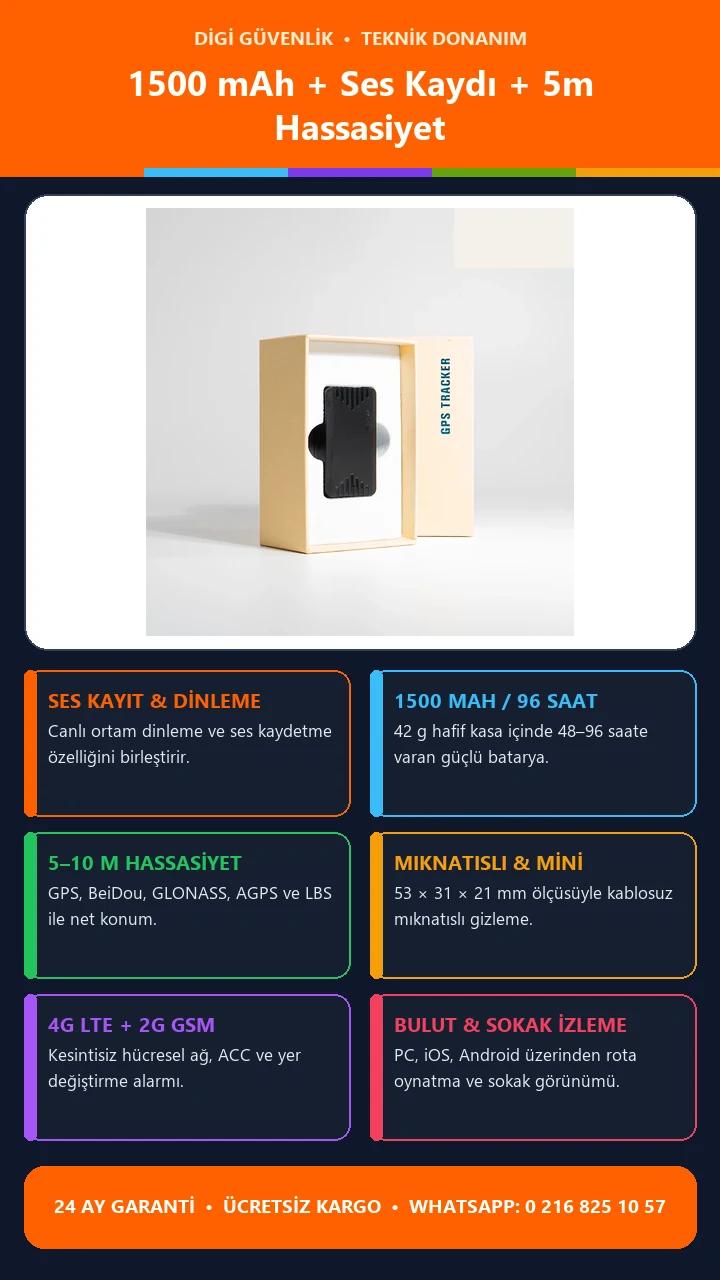 DİGİ GÜVENLİK • TEKNİK DONANIM
1500 mAh + Ses Kaydı + 5m
Hassasiyet
GPS TRACKER
SES KAYIT & DİNLEME
Canlı ortam dinleme ve ses kaydetme
özelliğini birleştirir.
1500 MAH / 96 SAAT
42 g hafif kasa içinde 48–96 saate
varan güçlü batarya.
5–10 M HASSASİYET
GPS, BeiDou, GLONASS, AGPS ve LBS
ile net konum.
MIKNATISLI & MİNİ
53 × 31 × 21 mm ölçüsüyle kablosuz
mıknatıslı gizleme.
4G LTE + 2G GSM
Kesintisiz hücresel ağ, ACC ve yer
değiştirme alarmı.
BULUT & SOKAK İZLEME
PC, iOS, Android üzerinden rota
oynatma ve sokak görünümü.
24 AY GARANTİ • ÜCRETSİZ KARGO • WHATSAPP: 0 216 825 10 57